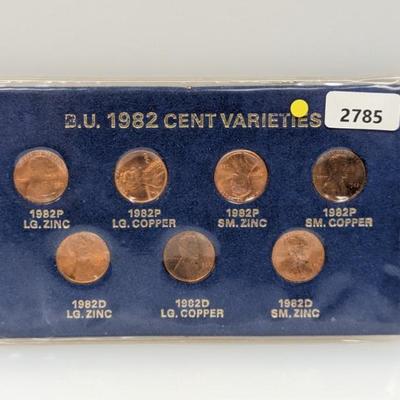 B.U. 1982 CENT VARIETIES
2785
1982P 1982P 1982P 1982P
LG. ZINC LG. COPPER SM. ZINC SM. COPPER
1982D 1982D 1982D
LG. ZINC LG. COPPER SM. ZINC